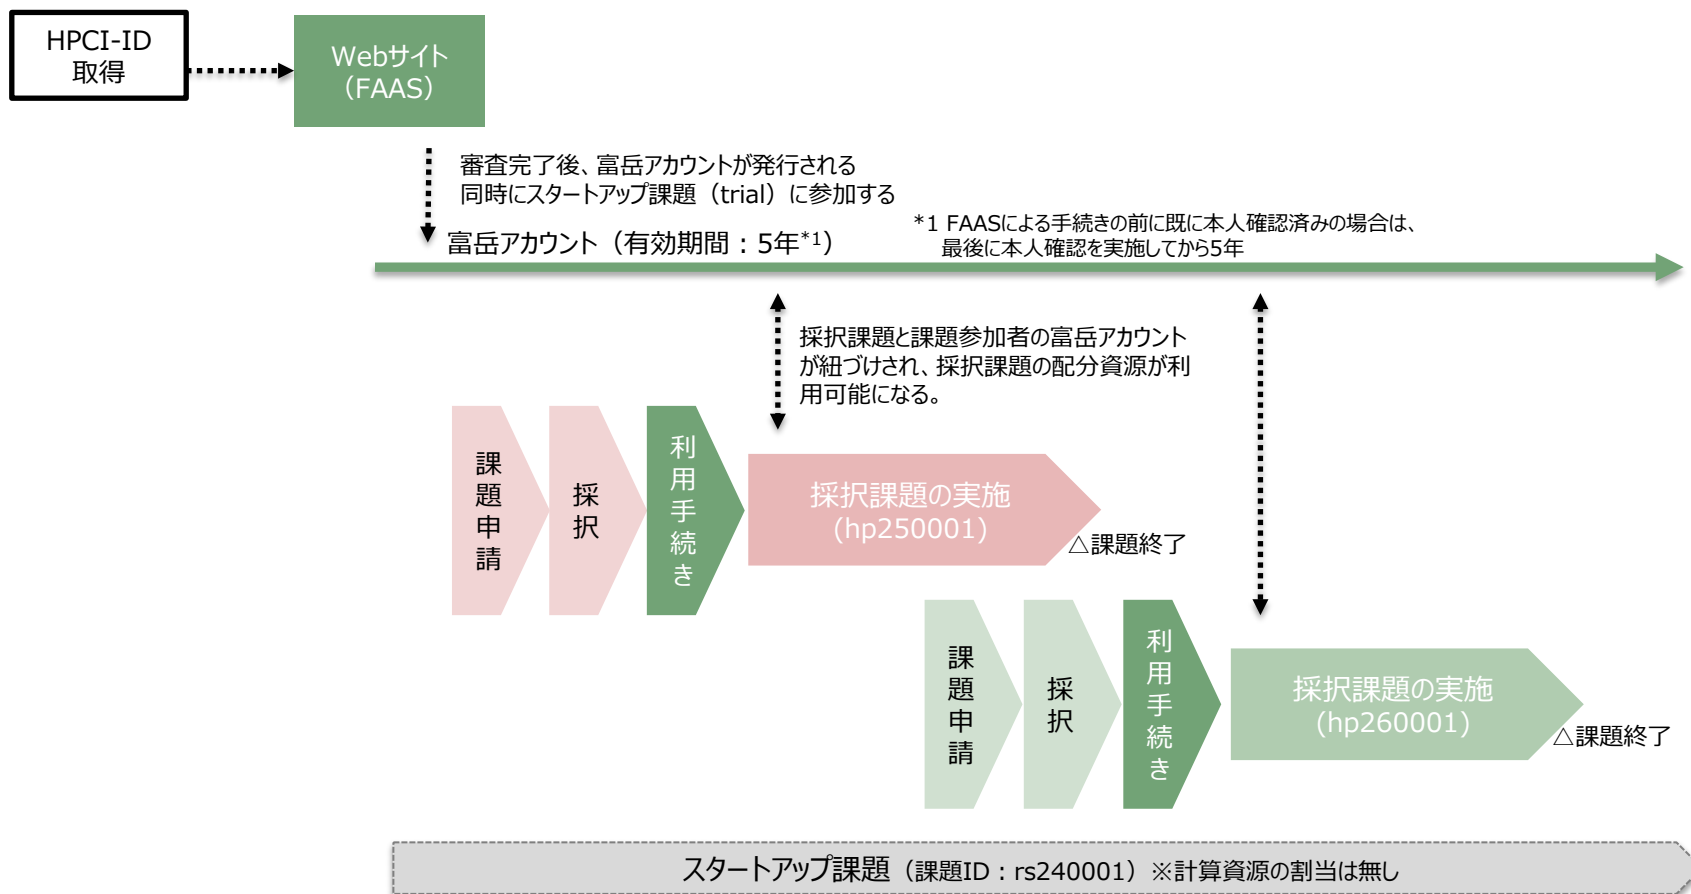 HPCI-ID
取得
Webサイト
（FAAS）
審査完了後、富岳アカウントが発行される
同時にスタートアップ課題（trial）に参加する
富岳アカウント（有効期間：5年*1）
*1 FAASによる手続きの前に既に本人確認済みの場合は、
最後に本人確認を実施してから5年
採択課題と課題参加者の富岳アカウント
が紐づけされ、採択課題の配分資源が利
用可能になる。
課題申請
採択
利用手続き
採択課題の実施
(hp250001)
△課題終了
課題申請
採択
利用手続き
採択課題の実施
(hp260001)
△課題終了
スタートアップ課題（課題ID：rs240001）※計算資源の割当は無し